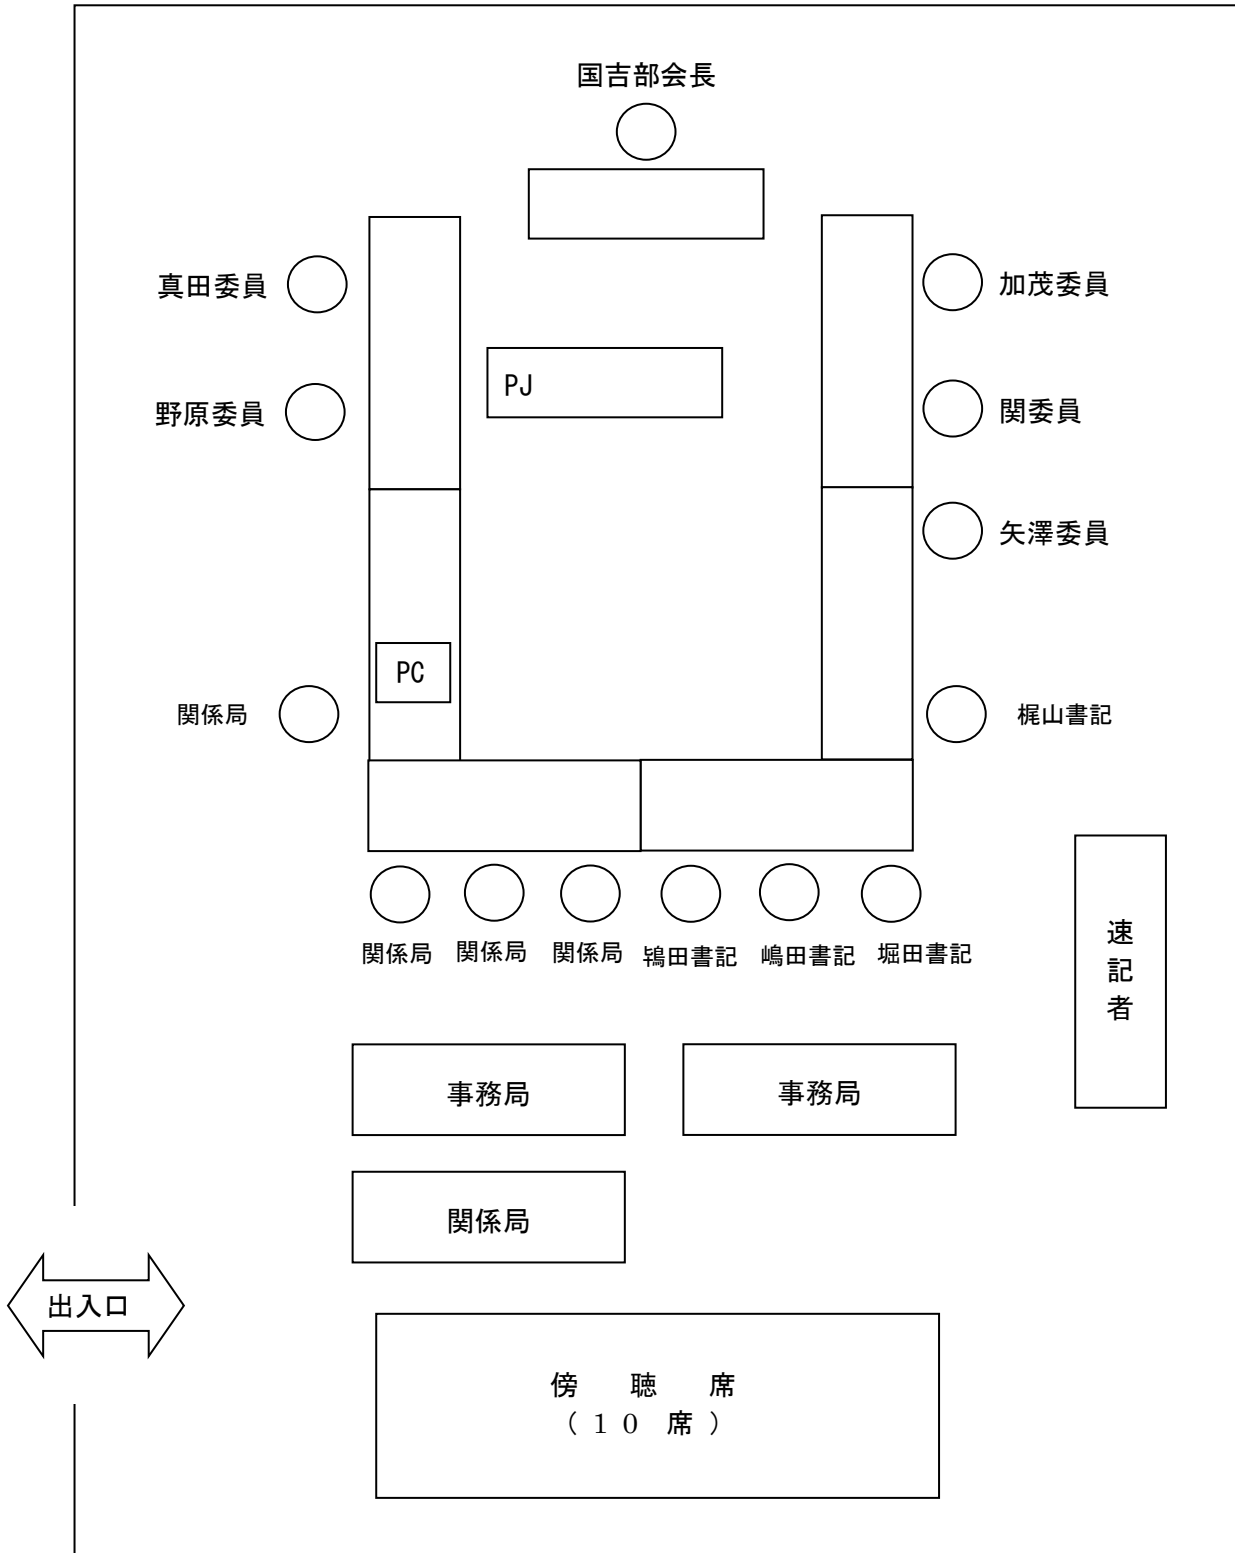 国吉部会長
真田委員
加茂委員
PJ
野原委員
関委員
矢澤委員
PC
関係局
梶山書記
関係局
関係局
関係局
鴇田書記
嶋田書記
堀田書記
速記者
事務局
事務局
関係局
出入口
傍 聴 席
（10 席）